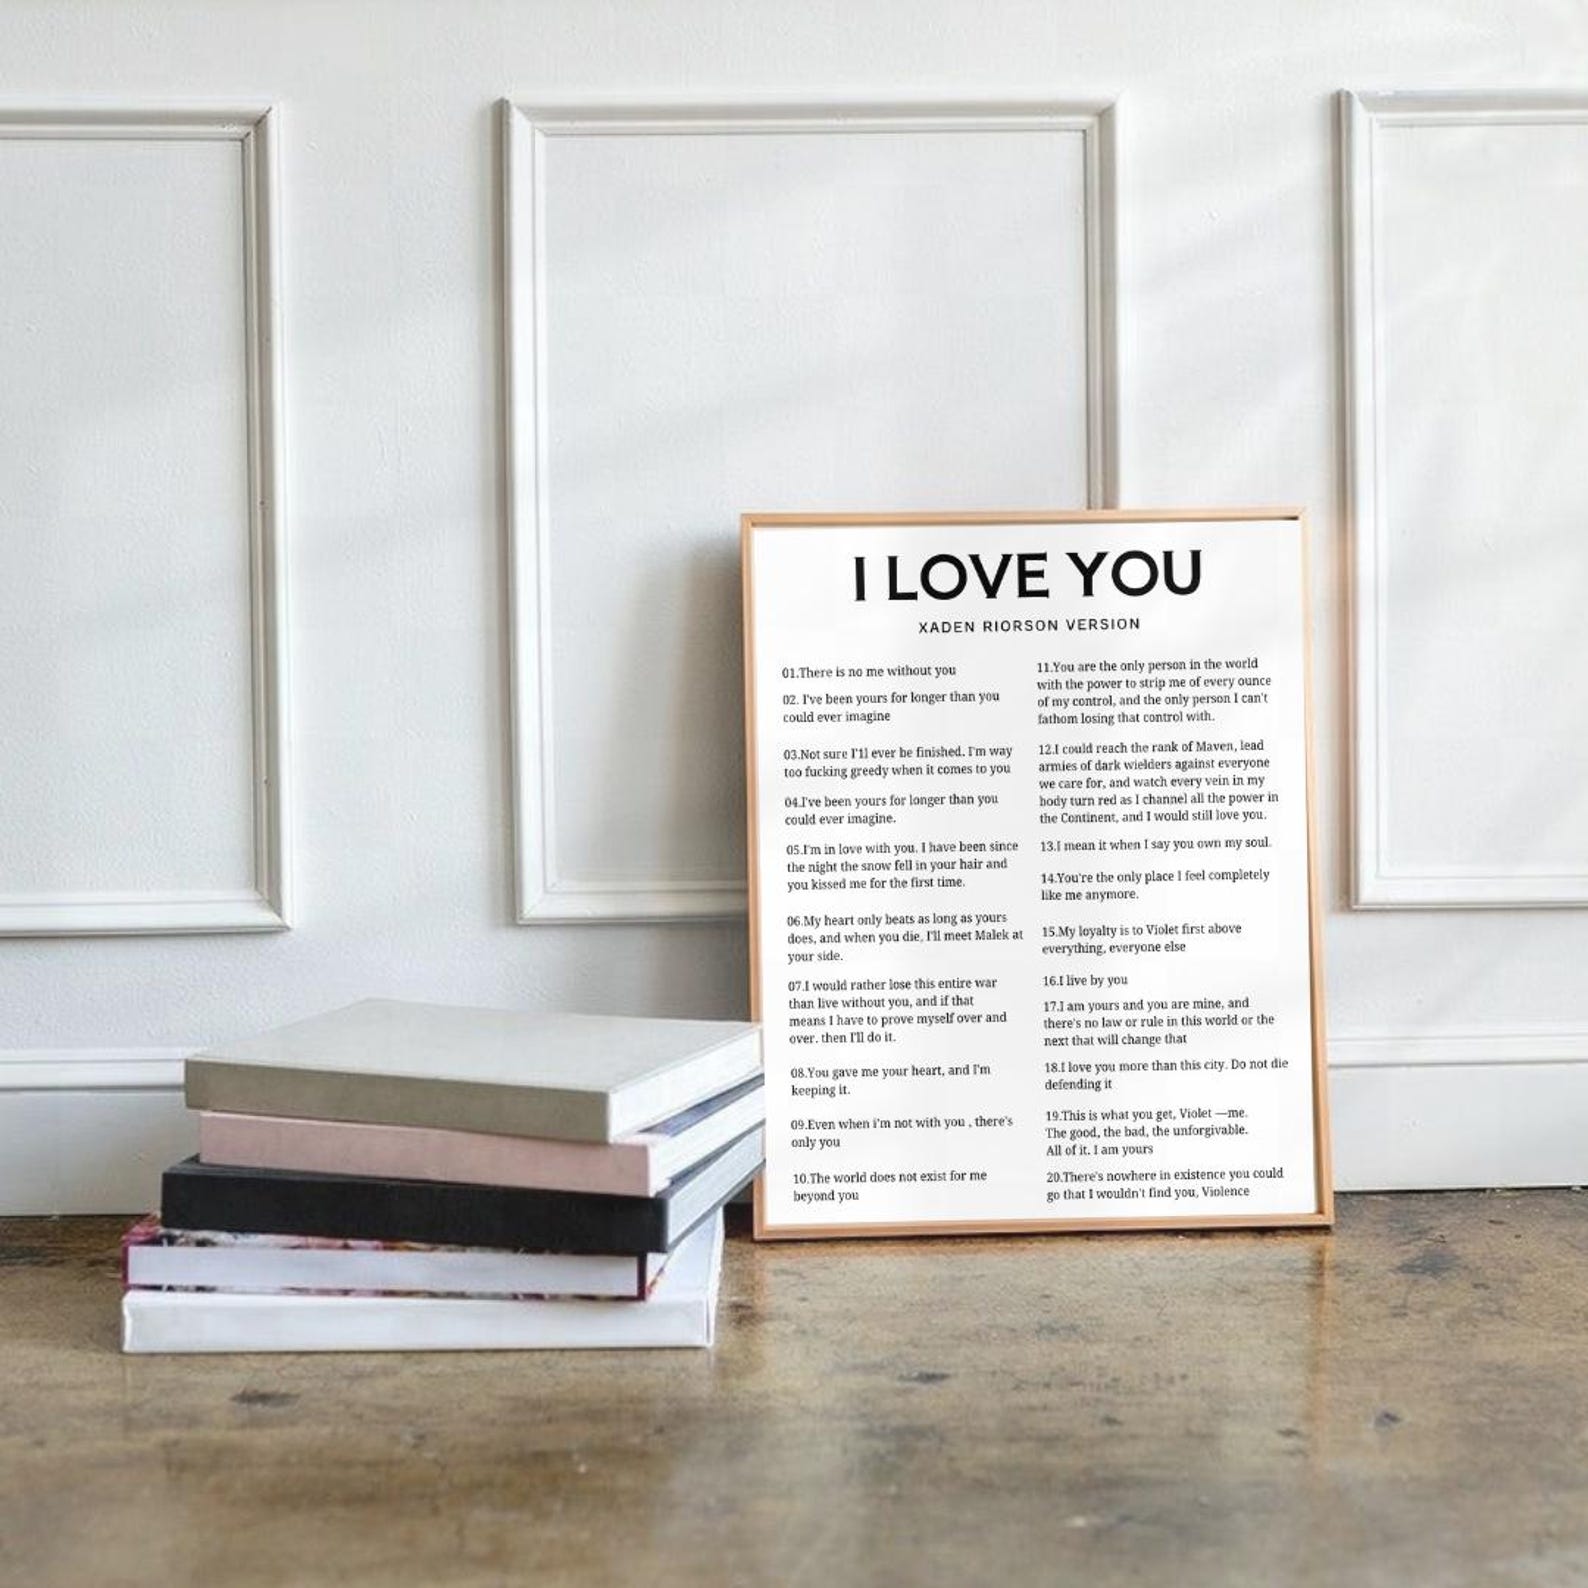 I LOVE YOU
XADEN RIORSON VERSION
01.There is no me without you
02. I've been yours for longer than you
could ever imagine
03.Not sure I'll ever be finished. I'm way
too fucking greedy when it comes to you
04.I've been yours for longer than you
could ever imagine.
05.I'm in love with you. I have been since
the night the snow fell in your hair and
you kissed me for the first time.
06.My heart only beats as long as yours
does, and when you die, I'll meet Malek at
your side.
07.I would rather lose this entire war
than live without you, and if that
means I have to prove myself over and
over. then I'll do it.
08.You gave me your heart, and I'm
keeping it.
09.Even when i'm not with you , there's
only you
10.The world does not exist for me
beyond you
11.You are the only person in the world
with the power to strip me of every ounce
of my control, and the only person I can't
fathom losing that control with.
12.I could reach the rank of Maven, lead
armies of dark wielders against everyone
we care for, and watch every vein in my
body turn red as I channel all the power in
the Continent, and I would still love you.
13.I mean it when I say you own my soul.
14.You're the only place I feel completely
like me anymore.
15.My loyalty is to Violet first above
everything, everyone else
16.I live by you
17.I am yours and you are mine, and
there's no law or rule in this world or the
next that will change that
18.I love you more than this city. Do not die
defending it
19.This is what you get, Violet —me.
The good, the bad, the unforgivable.
All of it. I am yours
20.There's nowhere in existence you could
go that I wouldn't find you, Violence